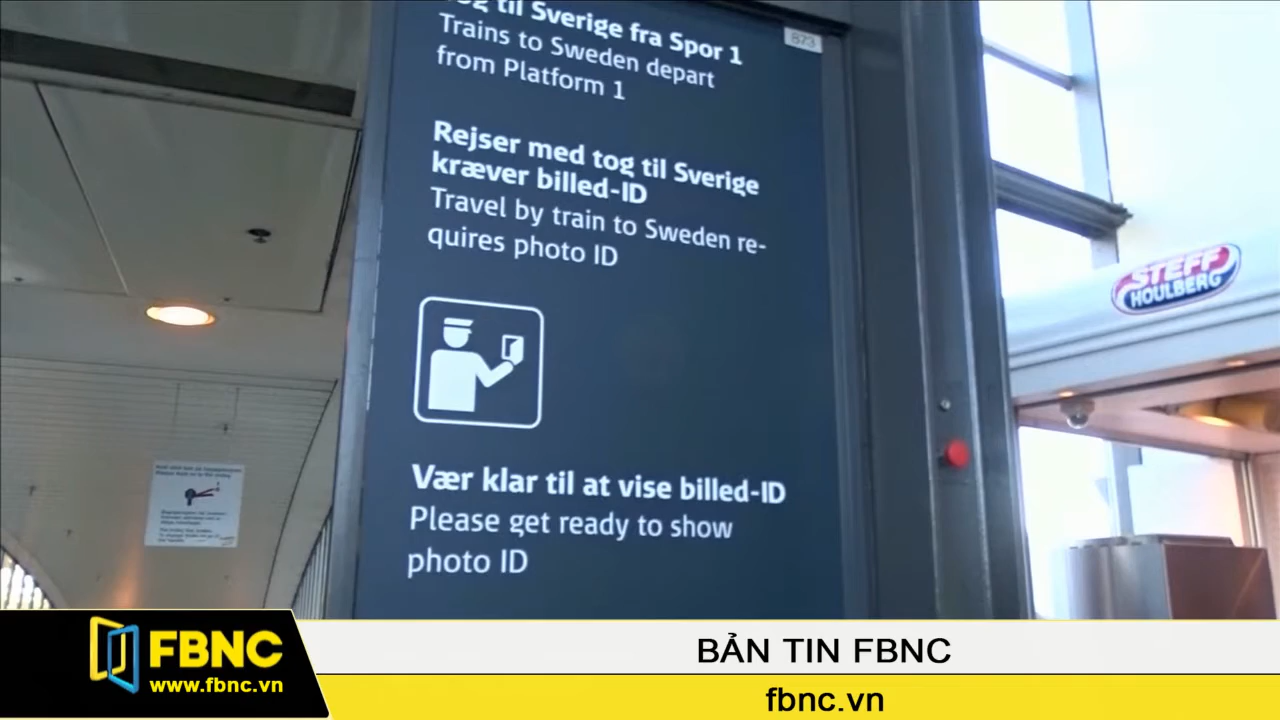 Tog til Sverige fra Spor 1
Trains to Sweden depart
from Platform 1
873
Rejser med tog til Sverige
kræver billed-ID
Travel by train to Sweden re-
quires photo ID
STEFF
HOULBERG
Vær klar til at vise billed-ID
Please get ready to show
photo ID
FBNC
www.fbnc.vn
BẢN TIN FBNC
fbnc.vn